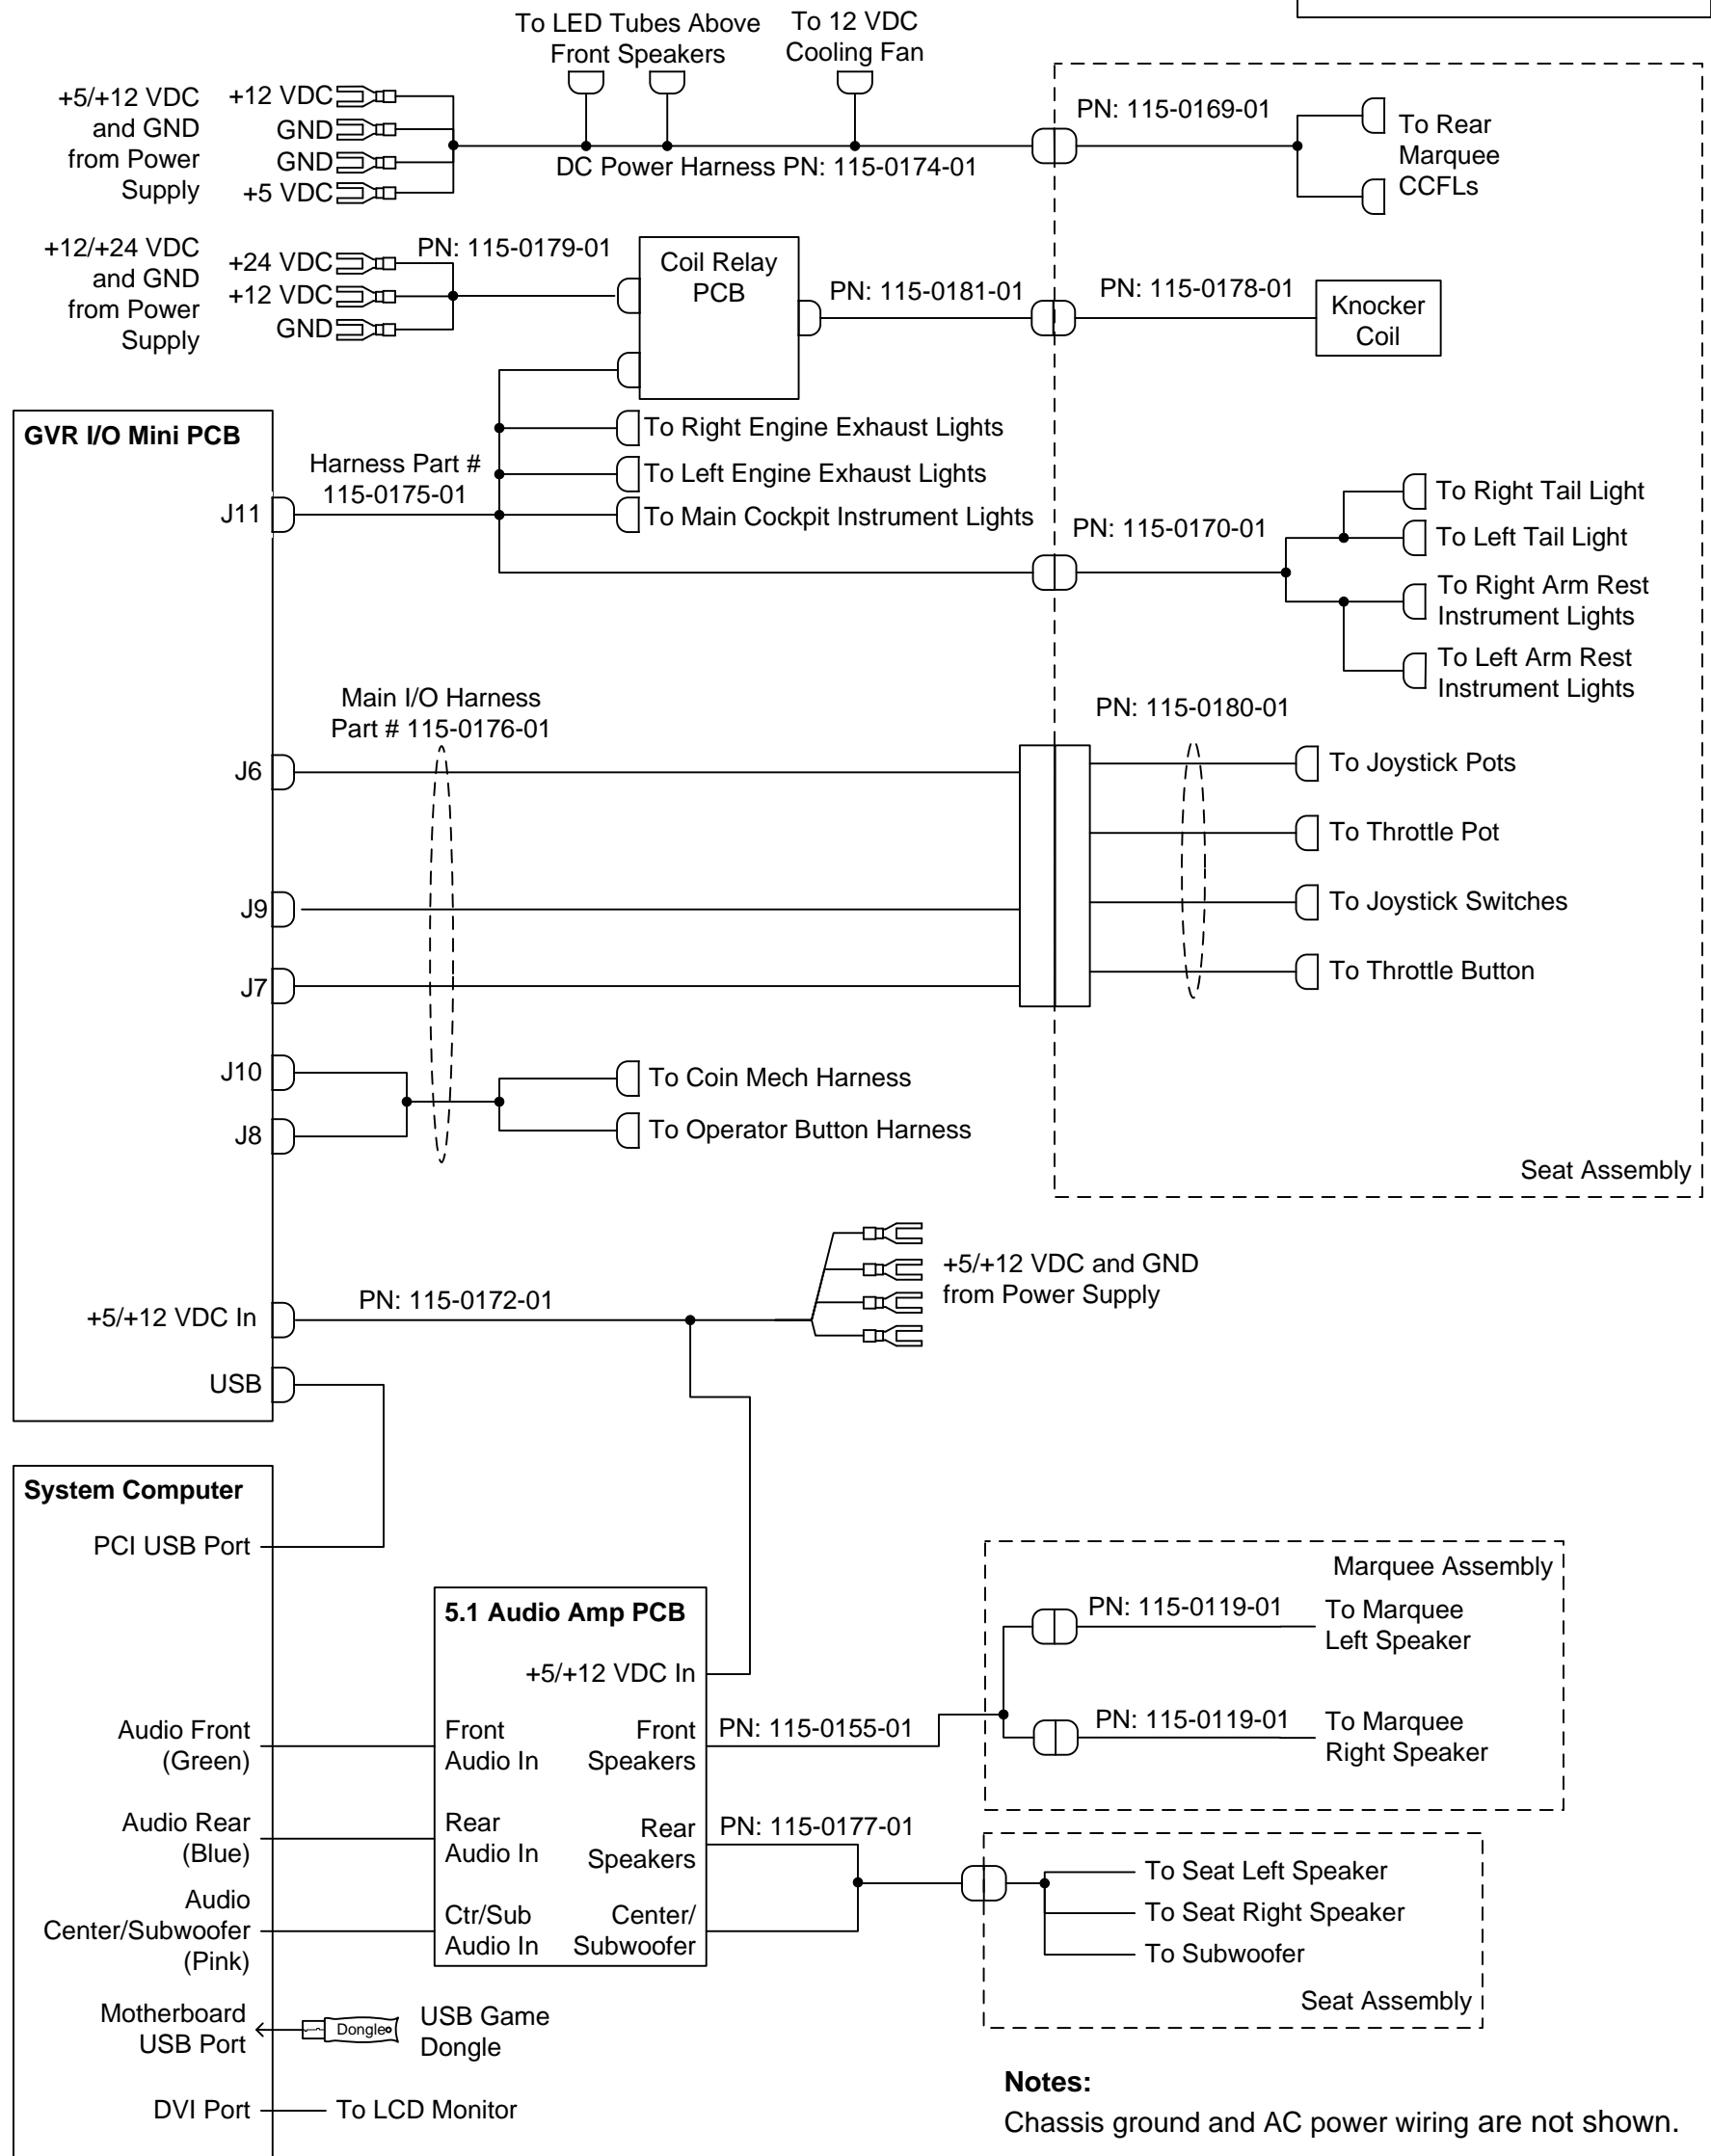 To LED Tubes Above
Front Speakers
To 12 VDC
Cooling Fan
+5/+12 VDC
and GND
from Power
Supply
+12 VDC
GND
GND
+5 VDC
DC Power Harness PN: 115-0174-01
PN: 115-0169-01
To Rear
Marquee
CCFLs
+12/+24 VDC
and GND
from Power
Supply
+24 VDC
+12 VDC
GND
PN: 115-0179-01
Coil Relay
PCB
PN: 115-0181-01
PN: 115-0178-01
Knocker
Coil
GVR I/O Mini PCB
Harness Part #
115-0175-01
J11
To Right Engine Exhaust Lights
To Left Engine Exhaust Lights
To Main Cockpit Instrument Lights
PN: 115-0170-01
To Right Tail Light
To Left Tail Light
To Right Arm Rest
Instrument Lights
To Left Arm Rest
Instrument Lights
Main I/O Harness
Part # 115-0176-01
PN: 115-0180-01
J6
J9
J7
J10
J8
To Joystick Pots
To Throttle Pot
To Joystick Switches
To Throttle Button
To Coin Mech Harness
To Operator Button Harness
Seat Assembly
+5/+12 VDC In
PN: 115-0172-01
+5/+12 VDC and GND
from Power Supply
USB
System Computer
PCI USB Port
5.1 Audio Amp PCB
+5/+12 VDC In
Marquee Assembly
PN: 115-0119-01
To Marquee
Left Speaker
PN: 115-0119-01
To Marquee
Right Speaker
Audio Front
(Green)
Front
Audio In
Front
Speakers
PN: 115-0155-01
Audio Rear
(Blue)
Rear
Audio In
Rear
Speakers
PN: 115-0177-01
Audio
Center/Subwoofer
(Pink)
Ctr/Sub
Audio In
Center/
Subwoofer
To Seat Left Speaker
To Seat Right Speaker
To Subwoofer
Seat Assembly
Motherboard
USB Port
Dongle
USB Game
Dongle
DVI Port
To LCD Monitor
Notes:
Chassis ground and AC power wiring are not shown.